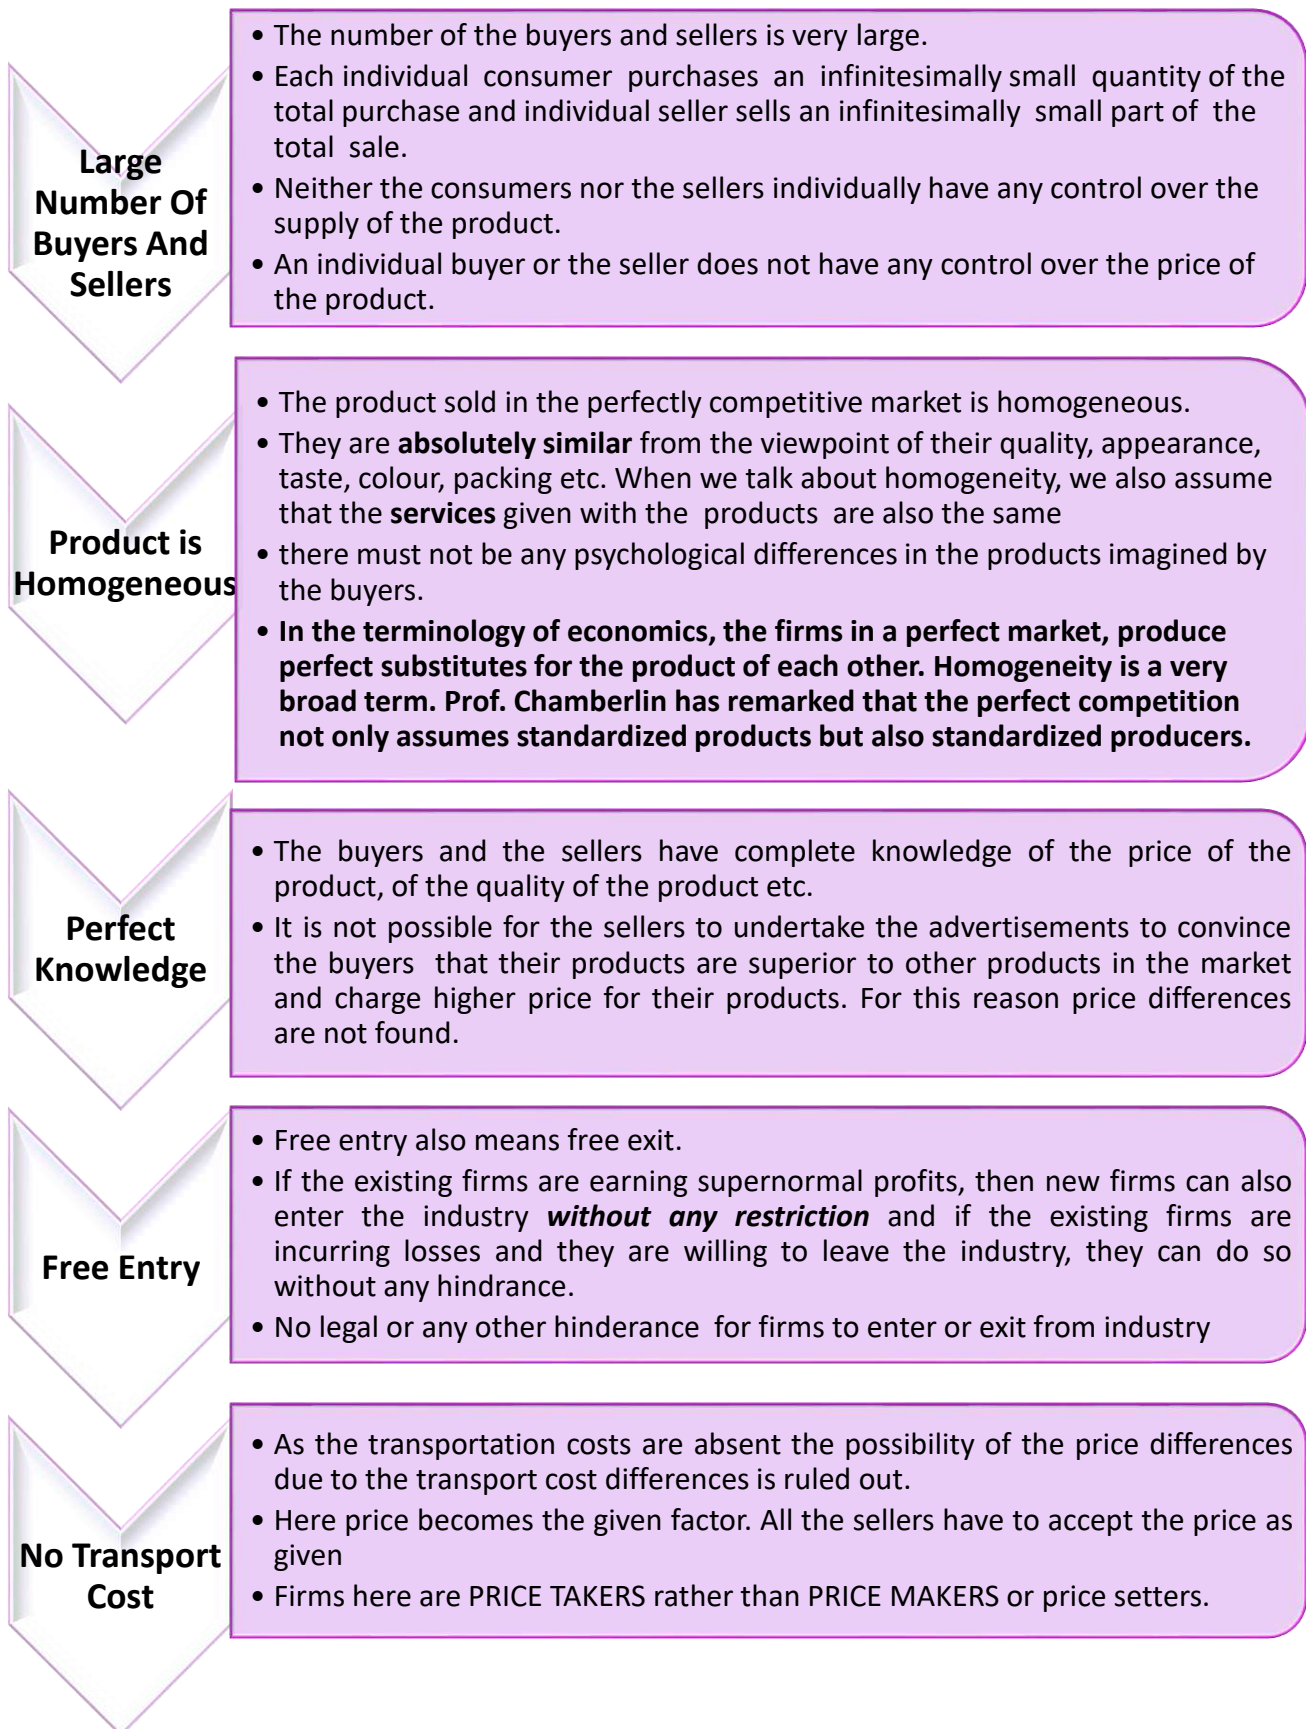 Large
Number Of
Buyers And
Sellers
• The number of the buyers and sellers is very large.
• Each individual consumer purchases an infinitesimally small quantity of the
total purchase and individual seller sells an infinitesimally small part of the
total sale.
• Neither the consumers nor the sellers individually have any control over the
supply of the product.
• An individual buyer or the seller does not have any control over the price of
the product.
Product is
Homogeneous
• The product sold in the perfectly competitive market is homogeneous.
• They are absolutely similar from the viewpoint of their quality, appearance,
taste, colour, packing etc. When we talk about homogeneity, we also assume
that the services given with the products are also the same
• there must not be any psychological differences in the products imagined by
the buyers.
• In the terminology of economics, the firms in a perfect market, produce
perfect substitutes for the product of each other. Homogeneity is a very
broad term. Prof. Chamberlin has remarked that the perfect competition
not only assumes standardized products but also standardized producers.
Perfect
Knowledge
• The buyers and the sellers have complete knowledge of the price of the
product, of the quality of the product etc.
• It is not possible for the sellers to undertake the advertisements to convince
the buyers that their products are superior to other products in the market
and charge higher price for their products. For this reason price differences
are not found.
Free Entry
• Free entry also means free exit.
• If the existing firms are earning supernormal profits, then new firms can also
enter the industry without any restriction and if the existing firms are
incurring losses and they are willing to leave the industry, they can do so
without any hindrance.
• No legal or any other hinderance for firms to enter or exit from industry
No Transport
Cost
• As the transportation costs are absent the possibility of the price differences
due to the transport cost differences is ruled out.
• Here price becomes the given factor. All the sellers have to accept the price as
given
• Firms here are PRICE TAKERS rather than PRICE MAKERS or price setters.